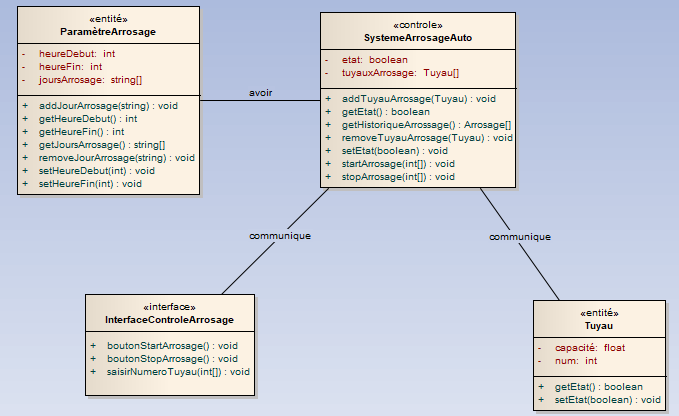 «entité»
ParamètreArrosage
- heureDebut: int
- heureFin: int
- joursArrosage: string[]
+ addJourArrosage(string) : void
+ getHeureDebut() : int
+ getHeureFin() : int
+ getJoursArrosage() : string[]
+ removeJourArrosage(string) : void
+ setHeureDebut(int) : void
+ setHeureFin(int) : void
avoir
«controle»
SystemeArrosageAuto
- etat: boolean
- tuyauxArrosage: Tuyau[]
+ addTuyauArrosage(Tuyau) : void
+ getEtat() : boolean
+ getHistoriqueArrossage() : Arrosage[]
+ removeTuyauArrosage(Tuyau) : void
+ setEtat(boolean) : void
+ startArrosage(int[]) : void
+ stopArrosage(int[]) : void
communique
communique
«interface»
InterfaceControleArrosage
+ boutonStartArrosage() : void
+ boutonStopArrosage() : void
+ saisirNumeroTuyau(int[]) : void
«entité»
Tuyau
- capacité: float
- num: int
+ getEtat() : boolean
+ setEtat(boolean) : void